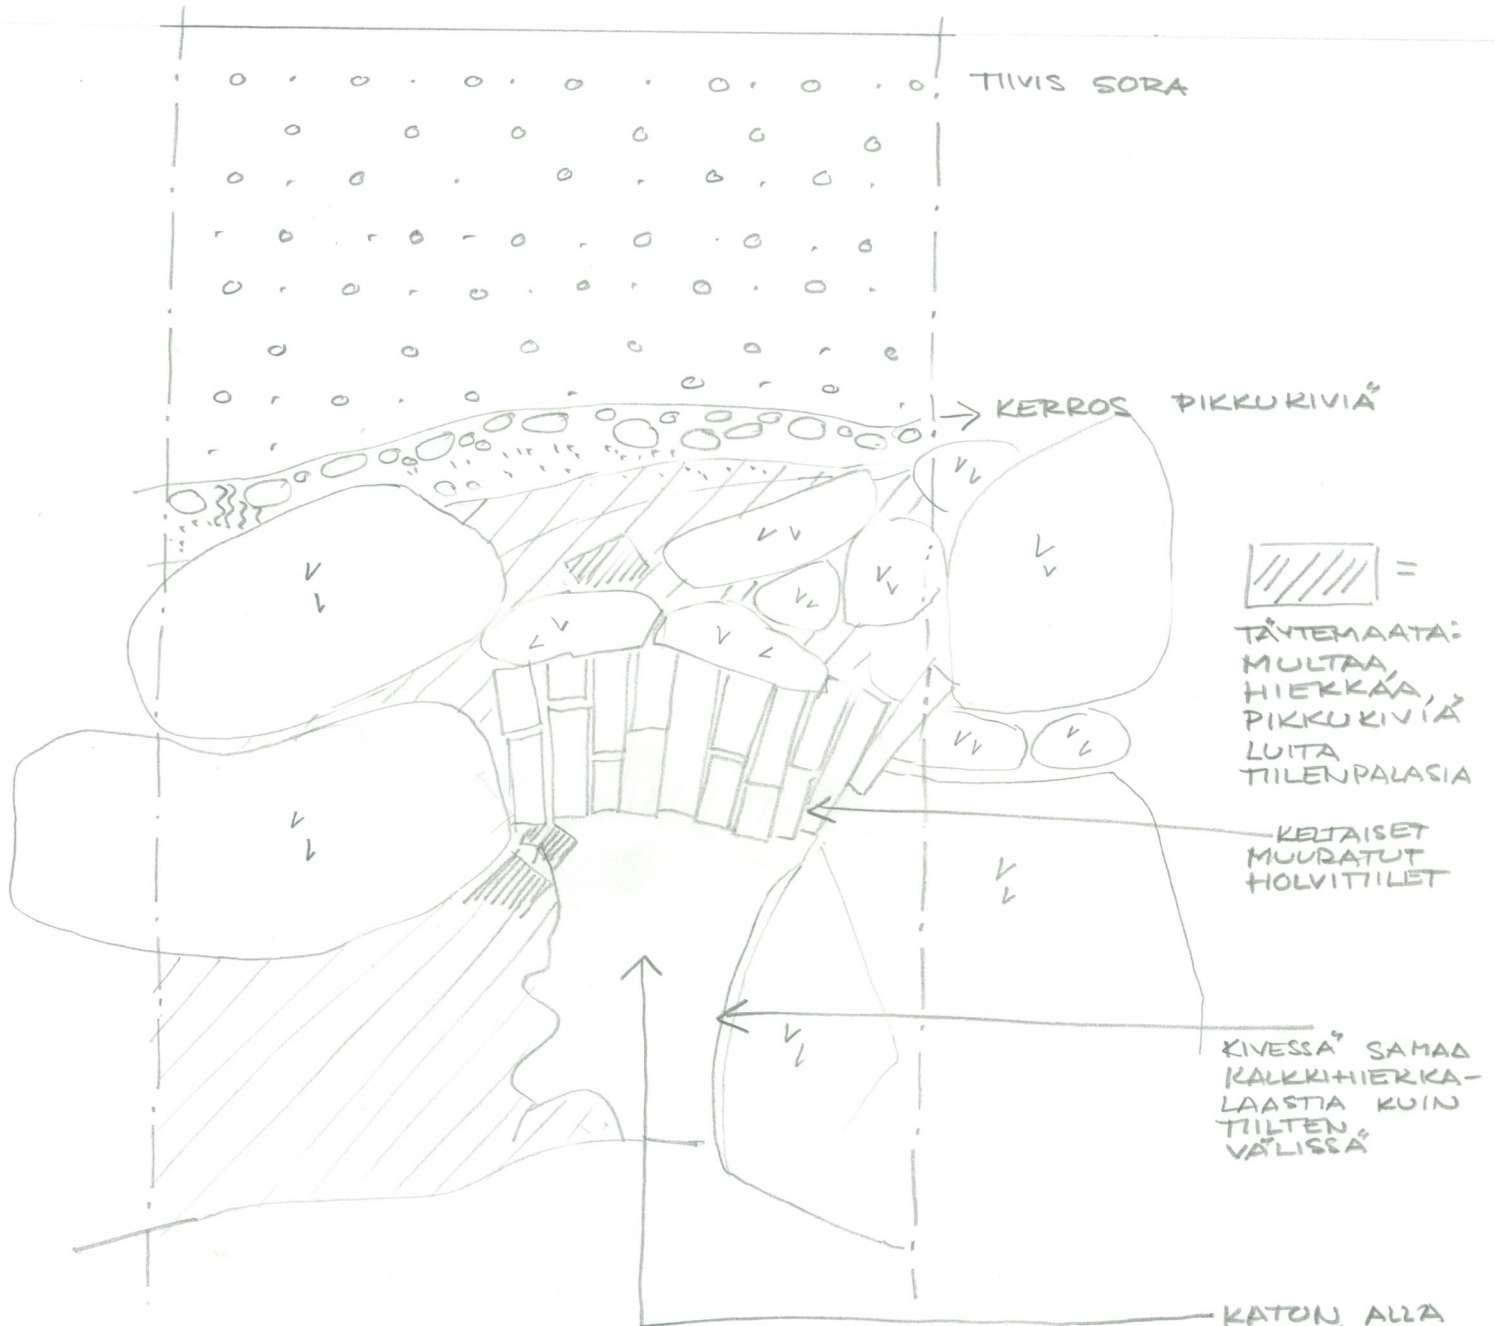 TIIVIS SORA
KERROS PIKKUKIVIÄ
=
TÄYTEMAATA:
MULTAA,
HIEKKAA,
PIKKUKIVIÄ
LUITA
TIILENPALASIA
KELTAISET
MUURATUT
HOLVITIILET
KIVESSÄ SAMAA
KALKKIHIEKKA-
LAASTIA KUIN
TIILTEN
VÄLISSÄ
KATON ALLA